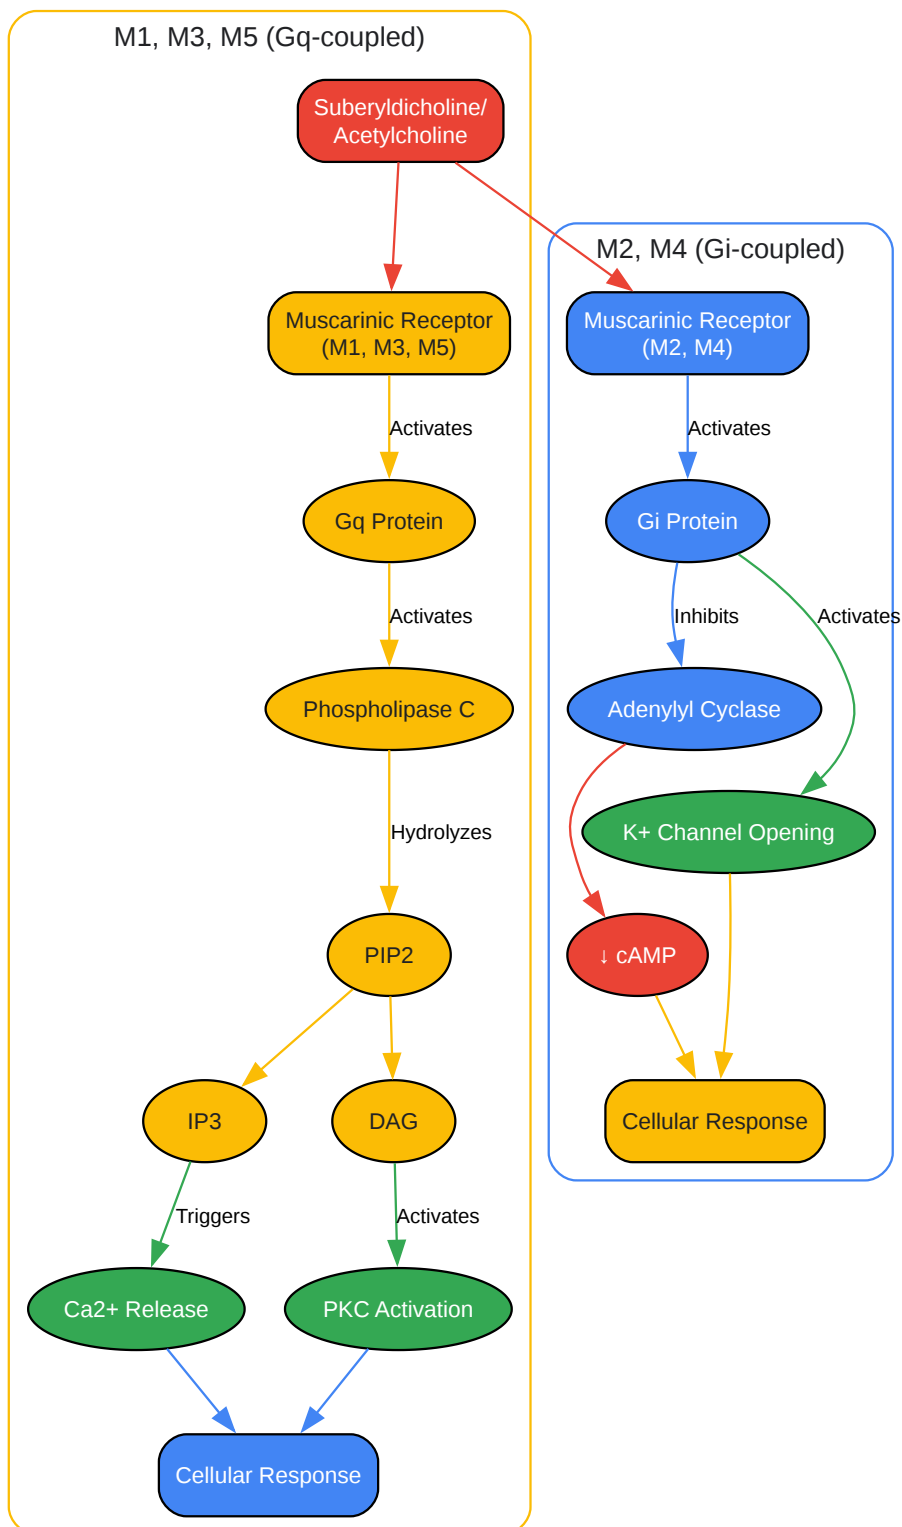 M1, M3, M5 (Gq-coupled)
Suberyldicholine/
Acetylcholine
M2, M4 (Gi-coupled)
Muscarinic Receptor
(M1, M3, M5)
Muscarinic Receptor
(M2, M4)
Activates
Activates
Gq Protein
Gi Protein
Activates
Inhibits
Activates
Phospholipase C
Adenylyl Cyclase
Hydrolyzes
K+ Channel Opening
PIP2
↓ cAMP
IP3
DAG
Cellular Response
Triggers
Activates
Ca2+ Release
PKC Activation
Cellular Response